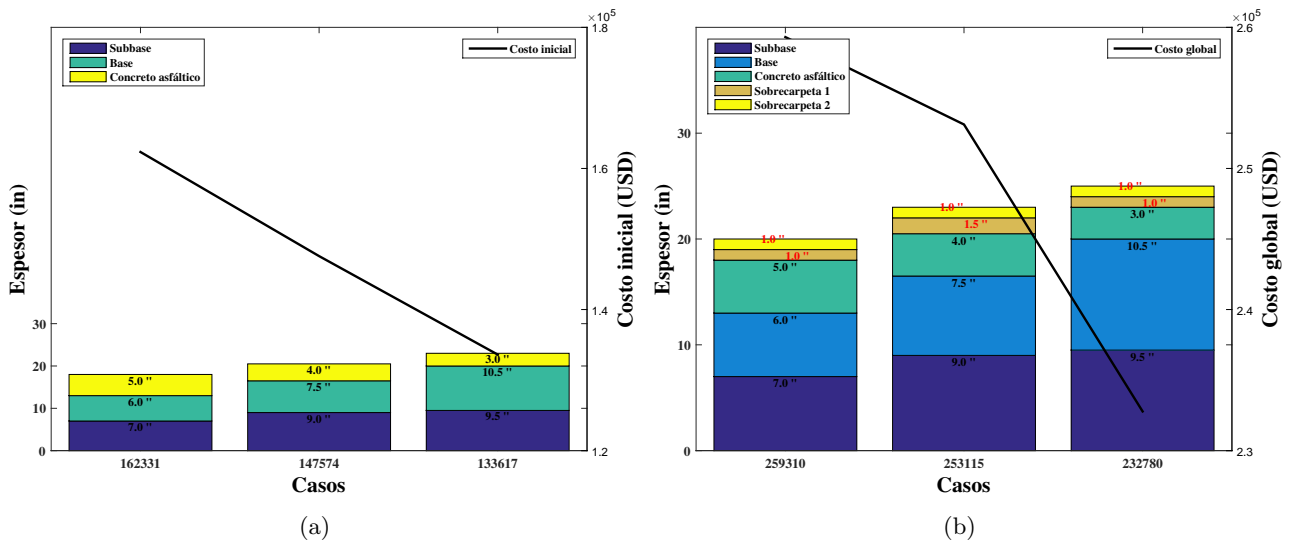 ×10⁵
1.8
Subbase
Base
Concreto asfáltico
Costo inicial
1.6
1.4
1.2
Costo inicial (USD)
Espesor (in)
30
20
10
0
5.0 "
6.0 "
7.0 "
4.0 "
7.5 "
9.0 "
3.0 "
10.5 "
9.5 "
162331
147574
133617
Casos
(a)
×10⁵
2.6
Subbase
Base
Concreto asfáltico
Sobrecarpeta 1
Sobrecarpeta 2
Costo global
2.5
2.4
2.3
Costo global (USD)
Espesor (in)
30
20
10
0
1.0 "
1.0 "
5.0 "
6.0 "
7.0 "
1.0 "
1.5 "
4.0 "
7.5 "
9.0 "
1.0 "
1.0 "
3.0 "
10.5 "
9.5 "
259310
253115
232780
Casos
(b)